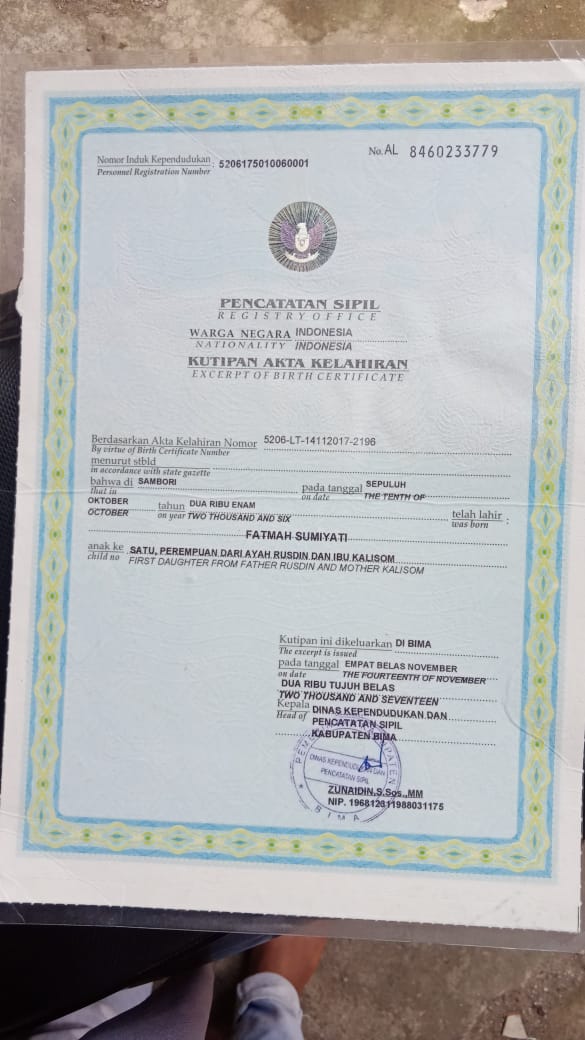 Nomor Induk Kependudukan : 5206175010060001
Personnel Registration Number
No. AL 8460233779
PENCATATAN SIPIL
REGISTRY OFFICE
WARGA NEGARA INDONESIA
NATIONALITY INDONESIA
KUTIPAN AKTA KELAHIRAN
EXCERPT OF BIRTH CERTIFICATE
Berdasarkan Akta Kelahiran Nomor 5206-LT-14112017-2196
By virtue of Birth Certificate Number
menurut stbld
in accordance with state gazette
bahwa di SAMBORI pada tanggal SEPULUH
that in on date THE TENTH OF
OKTOBER tahun DUA RIBU ENAM telah lahir :
OCTOBER on year TWO THOUSAND AND SIX was born
FATMAH SUMIYATI
anak ke SATU, PEREMPUAN DARI AYAH RUSDIN DAN IBU KALISOM
child no FIRST DAUGHTER FROM FATHER RUSDIN AND MOTHER KALISOM
Kutipan ini dikeluarkan DI BIMA
The excerpt is issued
pada tanggal EMPAT BELAS NOVEMBER
on date THE FOURTEENTH OF NOVEMBER
DUA RIBU TUJUH BELAS
TWO THOUSAND AND SEVENTEEN
Kepala DINAS KEPENDUDUKAN DAN
Head of PENCATATAN SIPIL
KABUPATEN BIMA
DINAS KEPENDUDUKAN DAN
PENCATATAN SIPIL
BIMA
ZUNAIDIN,S.Sos.,MM
NIP.